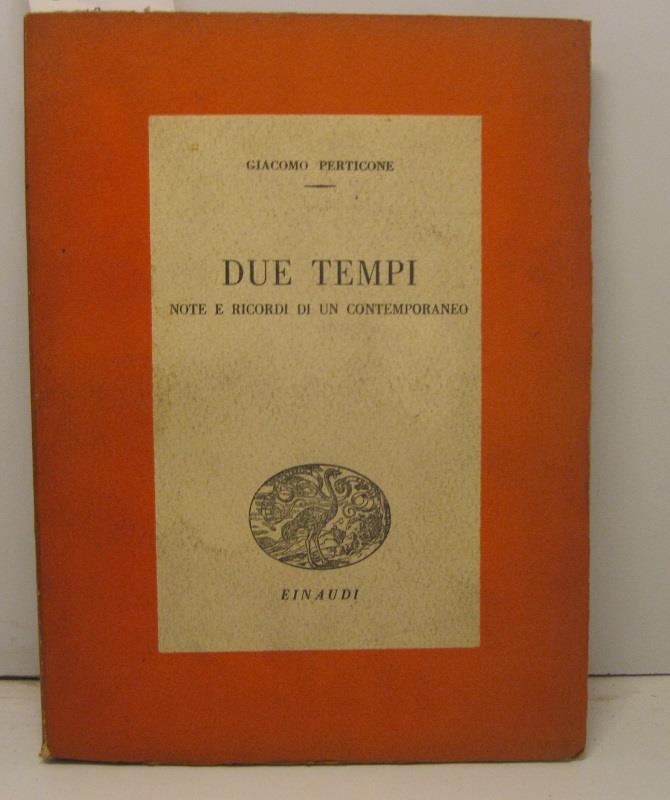 GIACOMO PERTICONE
DUE TEMPI
NOTE E RICORDI DI UN CONTEMPORANEO
EINAUDI